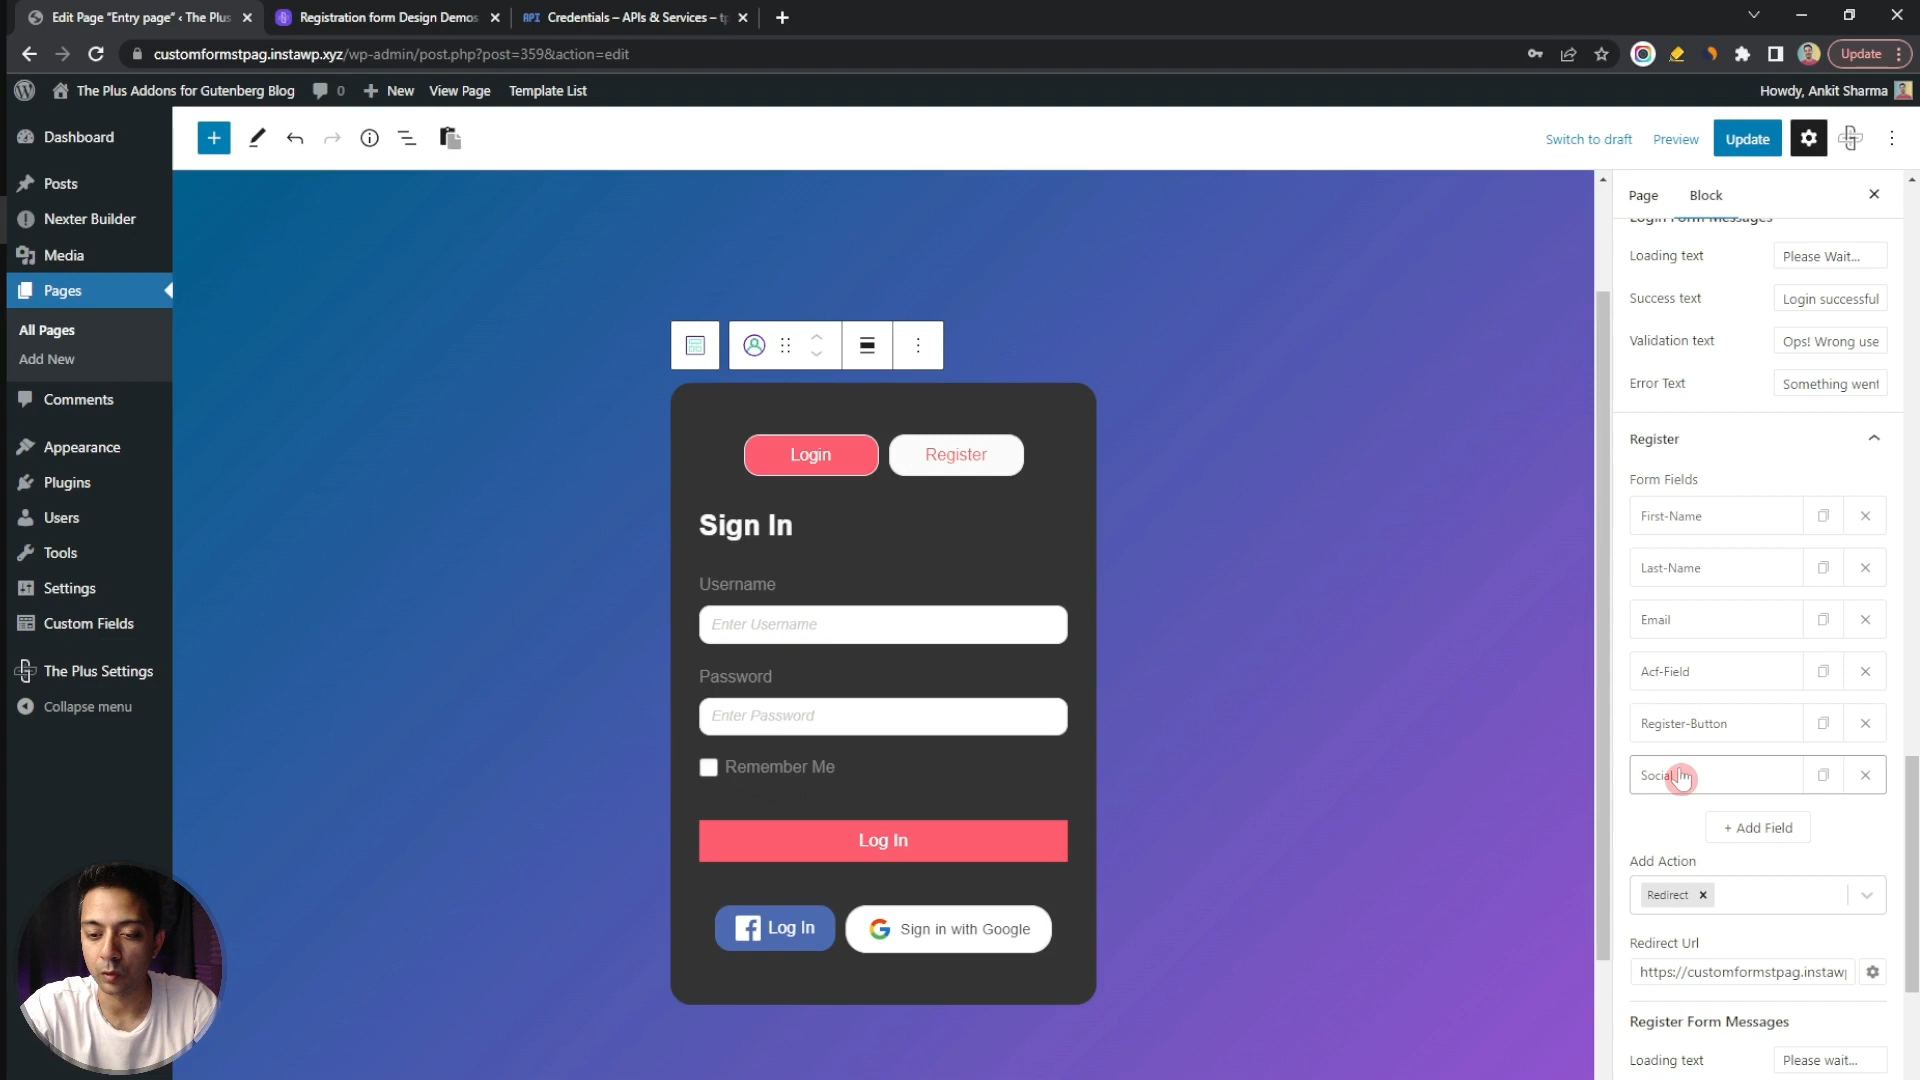 Edit Page "Entry page" ‹ The Plus
Registration form Design Demos
API Credentials – APIs & Services – tp
customformstpag.instawp.xyz/wp-admin/post.php?post=359&action=edit
Update
The Plus Addons for Gutenberg Blog 0 New View Page Template List
Howdy, Ankit Sharma
Dashboard
Posts
Nexter Builder
Media
Pages
All Pages
Add New
Comments
Appearance
Plugins
Users
Tools
Settings
Custom Fields
The Plus Settings
Collapse menu
Switch to draft Preview Update
Login Register
Sign In
Username
Enter Username
Password
Enter Password
Remember Me
Log In
Log In Sign in with Google
Page Block
Login Form Messages
Loading text Please Wait...
Success text Login successful
Validation text Ops! Wrong use
Error Text Something went
Register
Form Fields
First-Name
Last-Name
Email
Acf-Field
Register-Button
Social
+ Add Field
Add Action
Redirect
Redirect Url
https://customformstpag.instawp
Register Form Messages
Loading text Please wait...